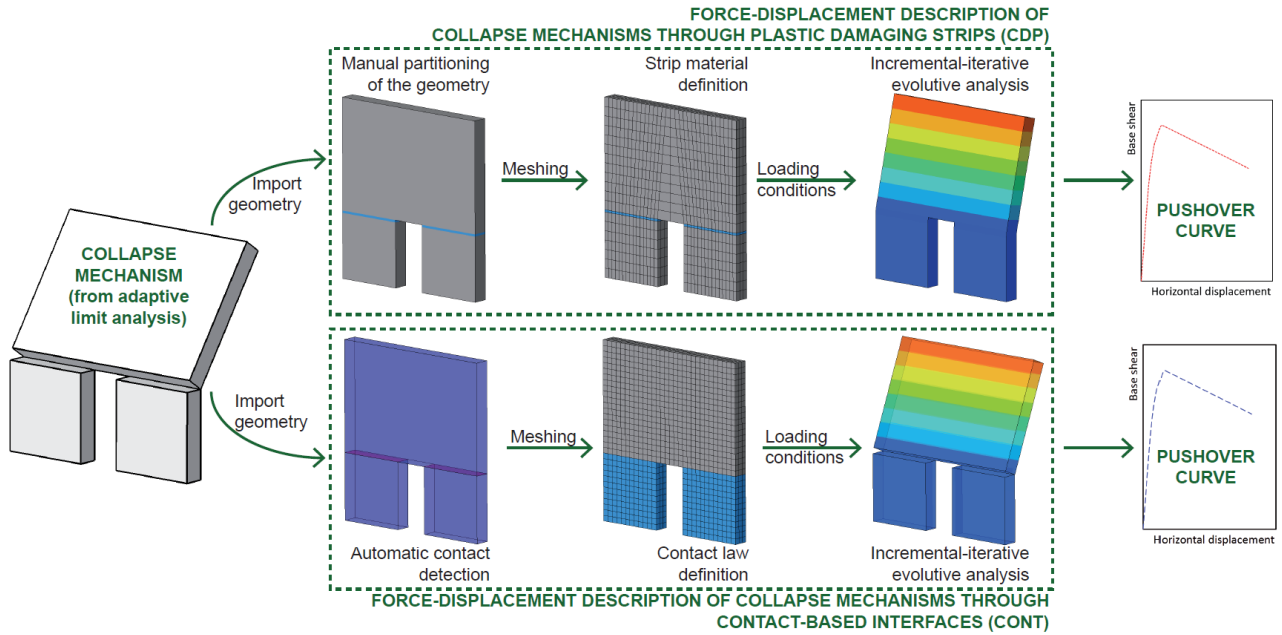 FORCE-DISPLACEMENT DESCRIPTION OF
COLLAPSE MECHANISMS THROUGH PLASTIC DAMAGING STRIPS (CDP)
Manual partitioning
of the geometry
Strip material
definition
Incremental-iterative
evolutive analysis
Meshing
Loading
conditions
Base shear
PUSHOVER
CURVE
Horizontal displacement
Import
geometry
COLLAPSE
MECHANISM
(from adaptive
limit analysis)
Import
geometry
Meshing
Loading
conditions
Base shear
PUSHOVER
CURVE
Horizontal displacement
Automatic contact
detection
Contact law
definition
Incremental-iterative
evolutive analysis
FORCE-DISPLACEMENT DESCRIPTION OF COLLAPSE MECHANISMS THROUGH
CONTACT-BASED INTERFACES (CONT)